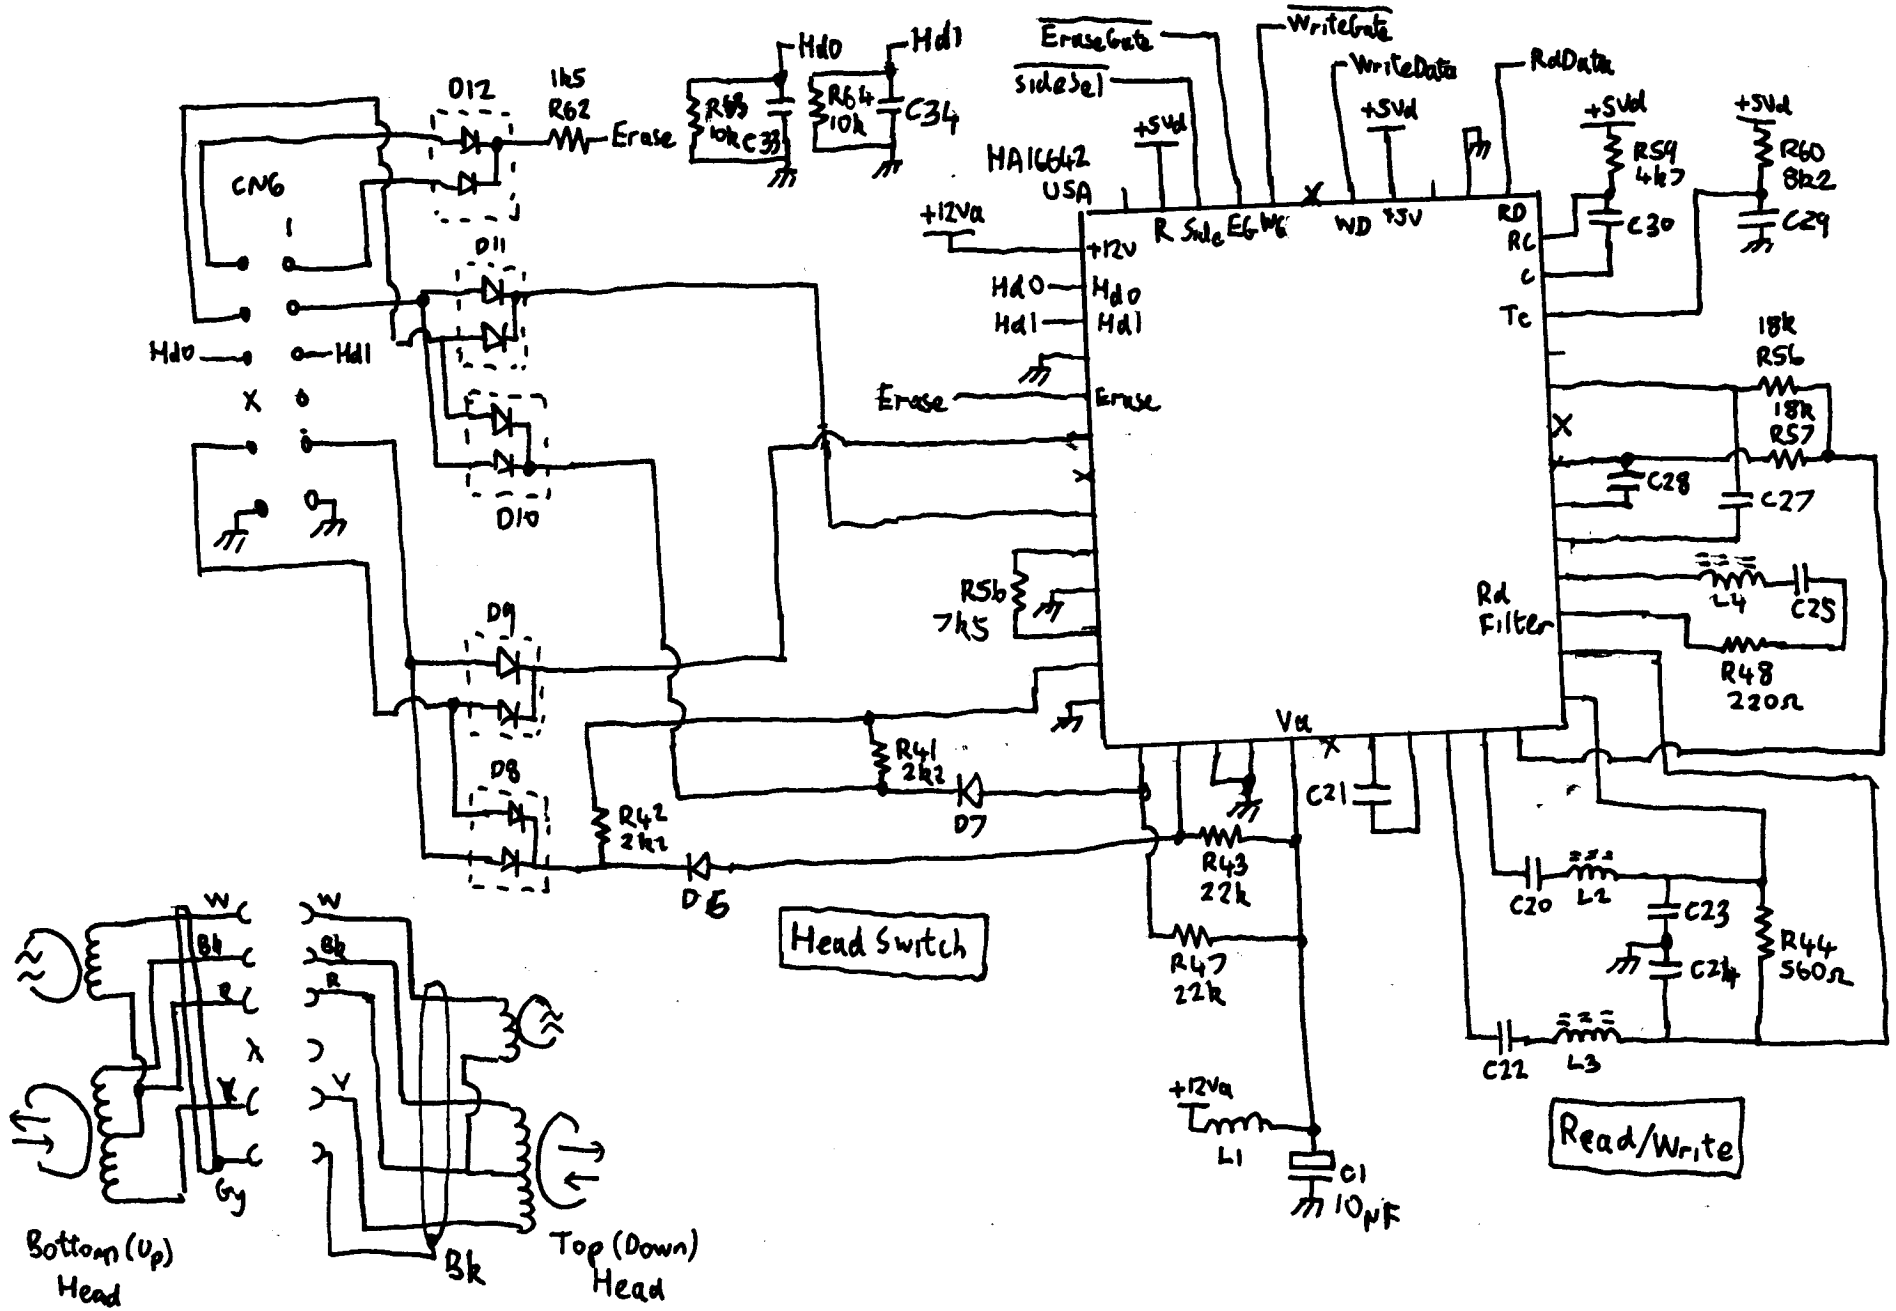 Hd0
Hd1
EraseGate
WriteGate
SideSel
WriteData
RdData
D12
1k5
R62
Erase
R63
10k
C33
R64
10k
C34
+5Vd
+5Vd
+5Vd
+5Vd
HA16642
USA
R59
4k7
C30
R60
8k2
C29
CN6
1
+12Va
X
R
Side
EG
WG
WD
+5V
RD
RC
C
TC
+12V
D11
Hd0
Hd0
Hd1
Hd1
Hd0
Hd1
18k
R56
X
Erase
Erase
18k
R57
X
X
C28
C27
D10
R56
7k5
L4
C25
Rd
Filter
R48
220Ω
D9
Va
X
D8
R41
2k2
D7
C21
R42
2k2
R43
22k
D15
C20
L2
C23
R44
560Ω
C24
Head Switch
R47
22k
C22
L3
W
W
Bk
Bk
R
R
X
V
Gy
+12Va
L1
C1
10µF
Read/Write
Bottom (Up)
Head
Bk
Top (Down)
Head